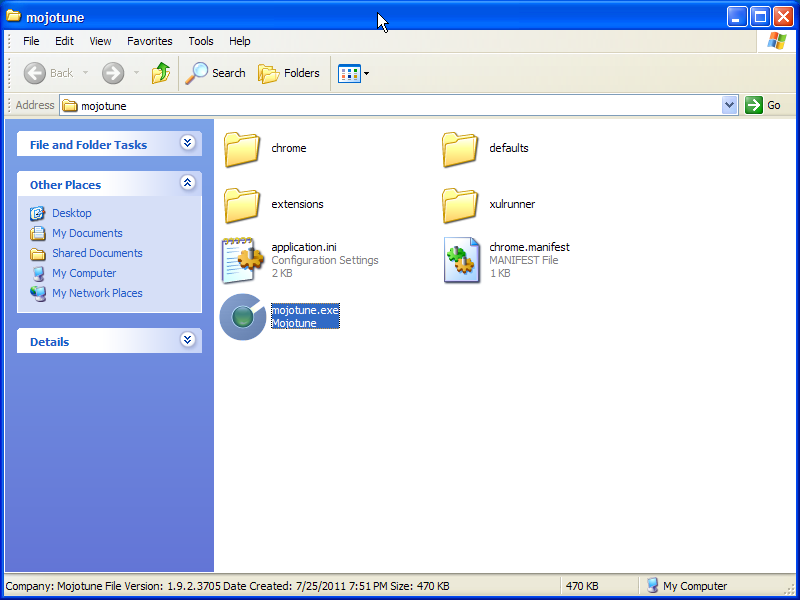 mojotune
File Edit View Favorites Tools Help
Back Search Folders
Address mojotune Go
File and Folder Tasks
Other Places
Desktop
My Documents
Shared Documents
My Computer
My Network Places
Details
chrome
defaults
extensions
xulrunner
application.ini
Configuration Settings
2 KB
chrome.manifest
MANIFEST File
1 KB
mojotune.exe
Mojotune
Company: Mojotune File Version: 1.9.2.3705 Date Created: 7/25/2011 7:51 PM Size: 470 KB 470 KB My Computer